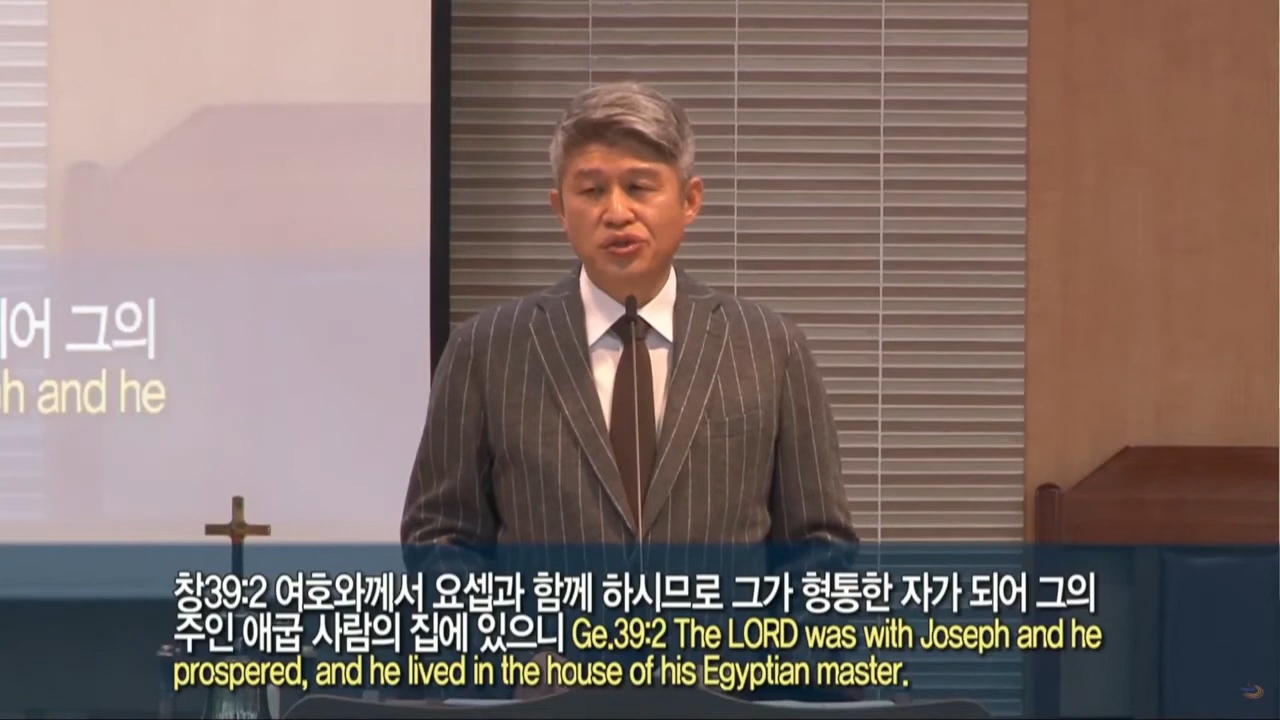 되어 그의
ph and he
창39:2 여호와께서 요셉과 함께 하시므로 그가 형통한 자가 되어 그의
주인 애굽 사람의 집에 있으니 Ge.39:2 The LORD was with Joseph and he
prospered, and he lived in the house of his Egyptian master.